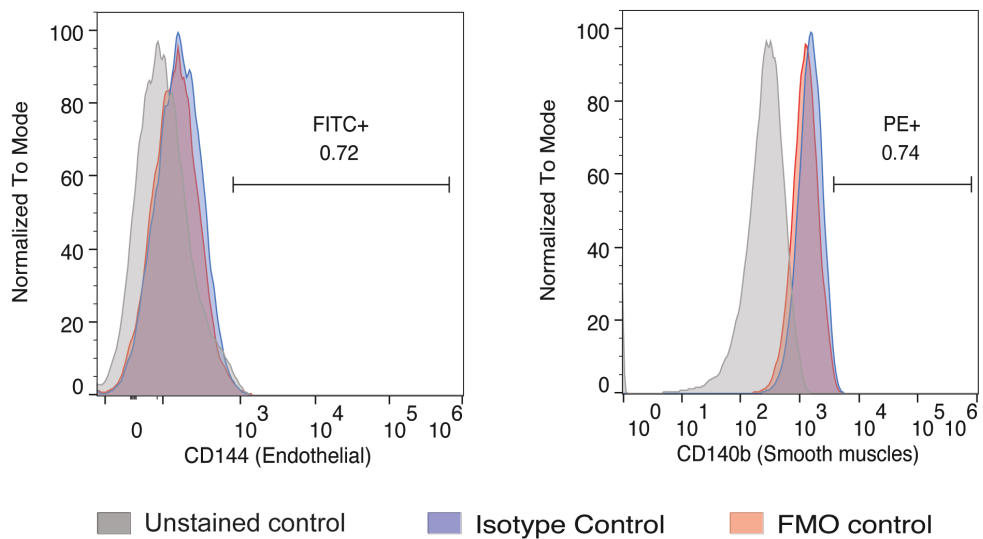 100
80
60
40
20
0
Normalized To Mode
FITC+
0.72
0 10^3 10^4 10^5 10^6
CD144 (Endothelial)
100
80
60
40
20
0
Normalized To Mode
PE+
0.74
10^0 10^1 10^2 10^3 10^4 10^5 10^6
CD140b (Smooth muscles)
Unstained control Isotype Control FMO control